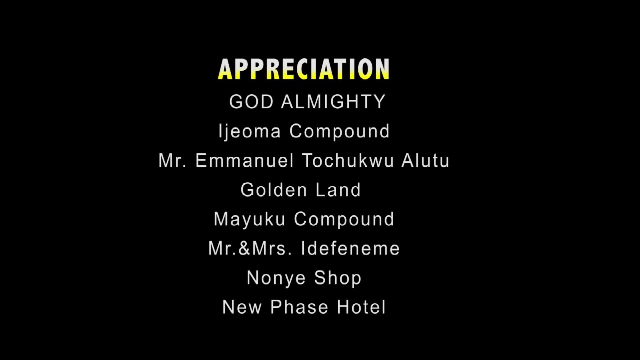 APPRECIATION
GOD ALMIGHTY
Ijeoma Compound
Mr. Emmanuel Tochukwu Alutu
Golden Land
Mayuku Compound
Mr.&Mrs. Idefeneme
Nonye Shop
New Phase Hotel